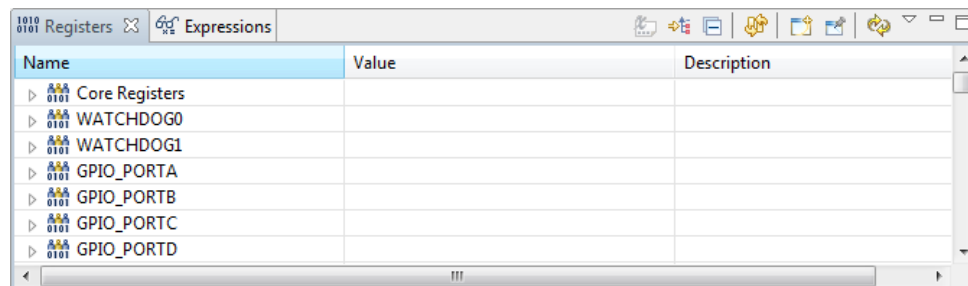 Registers Expressions
Name Value Description
Core Registers
WATCHDOG0
WATCHDOG1
GPIO_PORTA
GPIO_PORTB
GPIO_PORTC
GPIO_PORTD